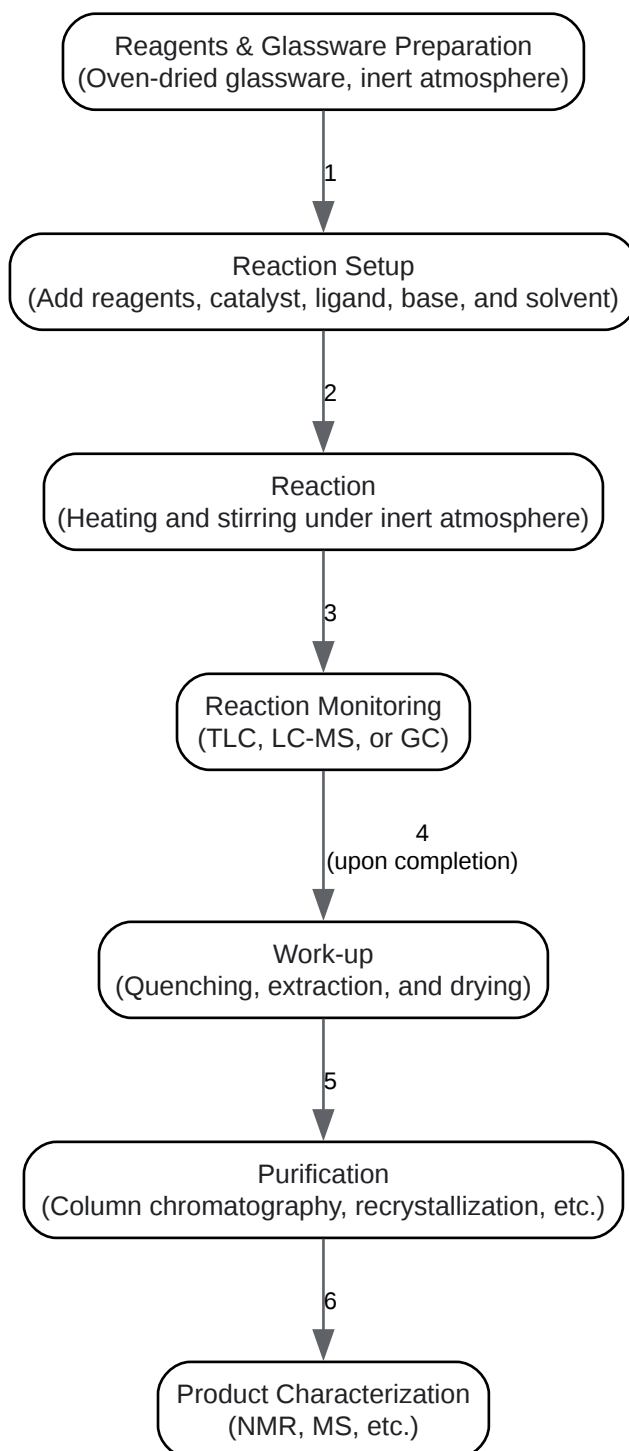 Reagents & Glassware Preparation
(Oven-dried glassware, inert atmosphere)
1
Reaction Setup
(Add reagents, catalyst, ligand, base, and solvent)
2
Reaction
(Heating and stirring under inert atmosphere)
3
Reaction Monitoring
(TLC, LC-MS, or GC)
4
(upon completion)
Work-up
(Quenching, extraction, and drying)
5
Purification
(Column chromatography, recrystallization, etc.)
6
Product Characterization
(NMR, MS, etc.)